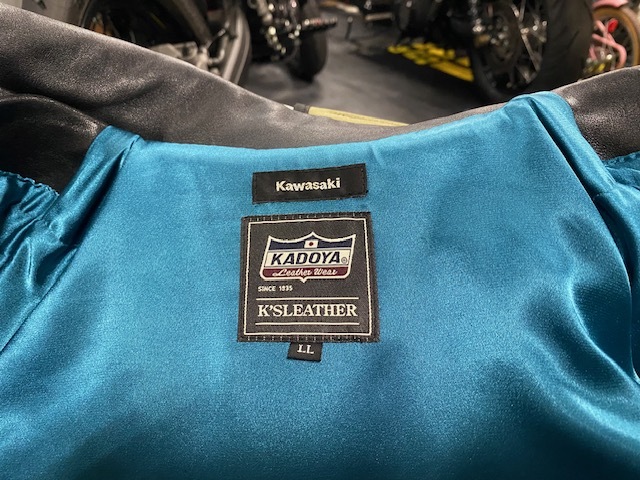 Kawasaki
KADOYA®
Leather Wear
SINCE 1935
K'SLEATHER
LL